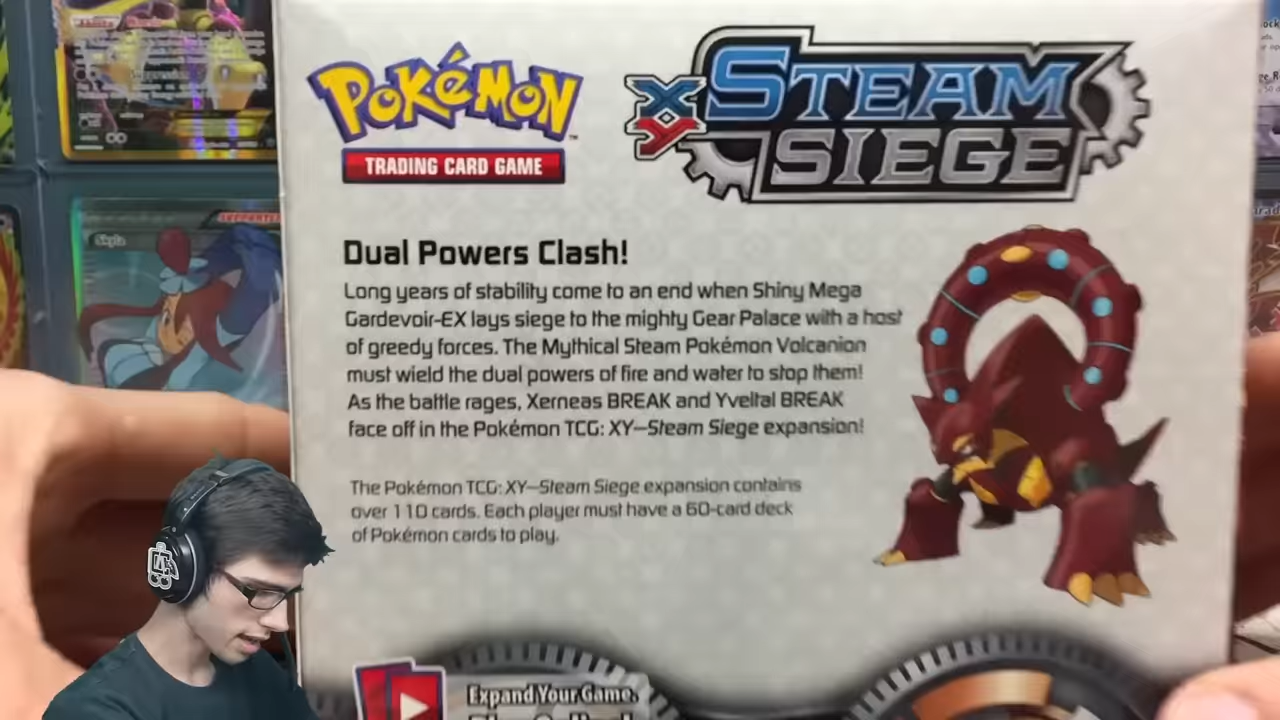 POKéMON
TRADING CARD GAME
XY STEAM
SIEGE
Dual Powers Clash!
Long years of stability come to an end when Shiny Mega
Gardevoir-EX lays siege to the mighty Gear Palace with a host
of greedy forces. The Mythical Steam Pokémon Volcanion
must wield the dual powers of fire and water to stop them!
As the battle rages, Xerneas BREAK and Yveltal BREAK
face off in the Pokémon TCG: XY—Steam Siege expansion!
The Pokémon TCG: XY—Steam Siege expansion contains
over 110 cards. Each player must have a 60-card deck
of Pokémon cards to play.
Expand Your Game.
SUPPORTER
Skyla
Ability